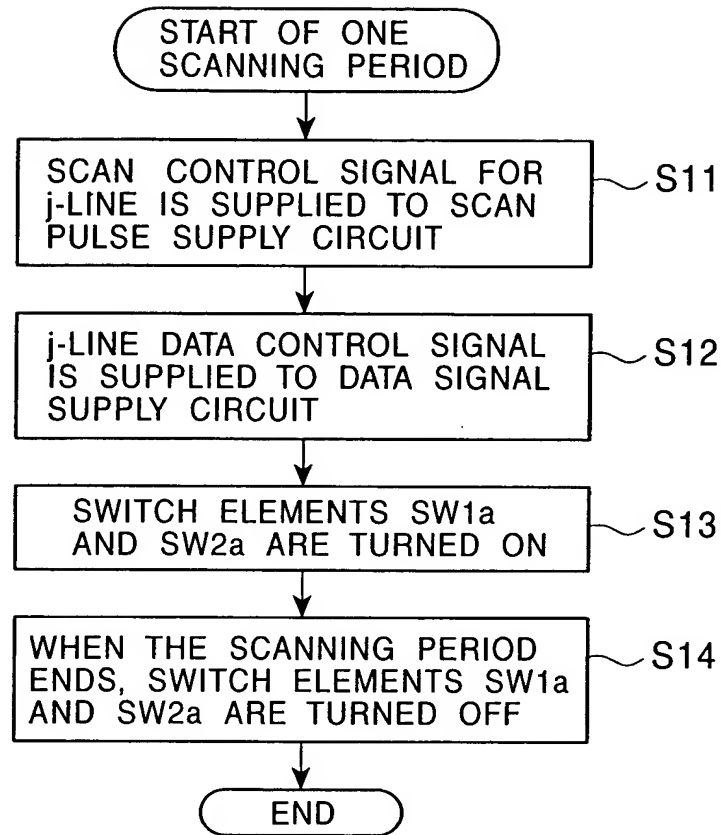 START OF ONE
SCANNING PERIOD
SCAN CONTROL SIGNAL FOR
j-LINE IS SUPPLIED TO SCAN
PULSE SUPPLY CIRCUIT
S11
j-LINE DATA CONTROL SIGNAL
IS SUPPLIED TO DATA SIGNAL
SUPPLY CIRCUIT
S12
SWITCH ELEMENTS SW1a
AND SW2a ARE TURNED ON
S13
WHEN THE SCANNING PERIOD
ENDS, SWITCH ELEMENTS SW1a
AND SW2a ARE TURNED OFF
S14
END